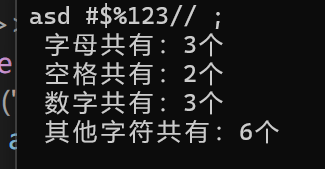 asd #$%123// ;
字母共有：3个
空格共有：2个
数字共有：3个
其他字符共有：6个